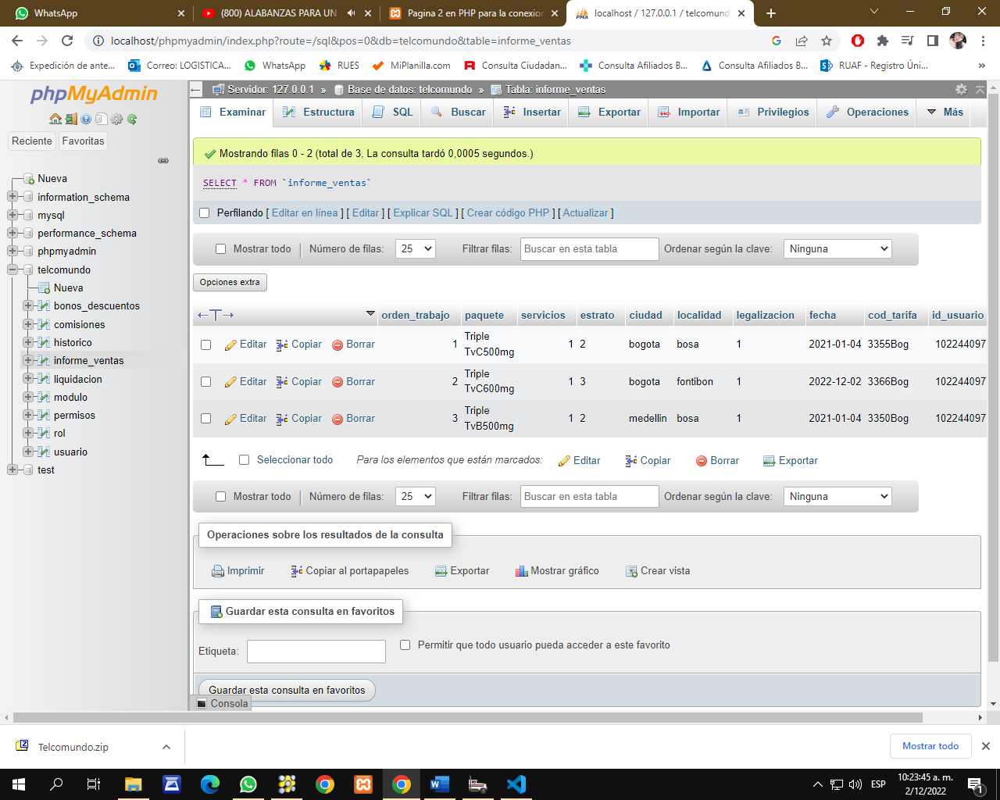 WhatsApp
(800) ALABANZAS PARA UN
Pagina 2 en PHP para la conexion
localhost / 127.0.0.1 / telcomundo
localhost/phpmyadmin/index.php?route=/sql&pos=0&db=telcomundo&table=informe_ventas
Expedición de ante...
Correo: LOGISTICA...
WhatsApp
RUES
MiPlanilla.com
Consulta Ciudadan...
Consulta Afiliados B...
Consulta Afiliados B...
RUAF - Registro Úni...
»
phpMyAdmin
Reciente
Favoritas
Nueva
information_schema
mysql
performance_schema
phpmyadmin
telcomundo
Nueva
bonos_descuentos
comisiones
historico
informe_ventas
liquidacion
modulo
permisos
rol
usuario
test
Servidor: 127.0.0.1 » Base de datos: telcomundo » Tabla: informe_ventas
Examinar Estructura SQL Buscar Insertar Exportar Importar Privilegios Operaciones Más
Mostrando filas 0 - 2 (total de 3, La consulta tardó 0,0005 segundos.)
SELECT * FROM `informe_ventas`
Perfilando [ Editar en línea ] [ Editar ] [ Explicar SQL ] [ Crear código PHP ] [ Actualizar ]
Mostrar todo | Número de filas: 25 Filtrar filas: Buscar en esta tabla Ordenar según la clave: Ninguna
Opciones extra
←T→ orden_trabajo paquete servicios estrato ciudad localidad legalizacion fecha cod_tarifa id_usuario
Editar Copiar Borrar 1 Triple TvC500mg 1 2 bogota bosa 1 2021-01-04 3355Bog 102244097
Editar Copiar Borrar 2 Triple TvC600mg 1 3 bogota fontibon 1 2022-12-02 3366Bog 102244097
Editar Copiar Borrar 3 Triple TvB500mg 1 2 medellin bosa 1 2021-01-04 3350Bog 102244097
Seleccionar todo Para los elementos que están marcados: Editar Copiar Borrar Exportar
Mostrar todo | Número de filas: 25 Filtrar filas: Buscar en esta tabla Ordenar según la clave: Ninguna
Operaciones sobre los resultados de la consulta
Imprimir Copiar al portapapeles Exportar Mostrar gráfico Crear vista
Guardar esta consulta en favoritos
Etiqueta: Permitir que todo usuario pueda acceder a este favorito
Guardar esta consulta en favoritos
Consola
Telcomundo.zip
Mostrar todo
ESP
10:23:45 a. m.
2/12/2022
1